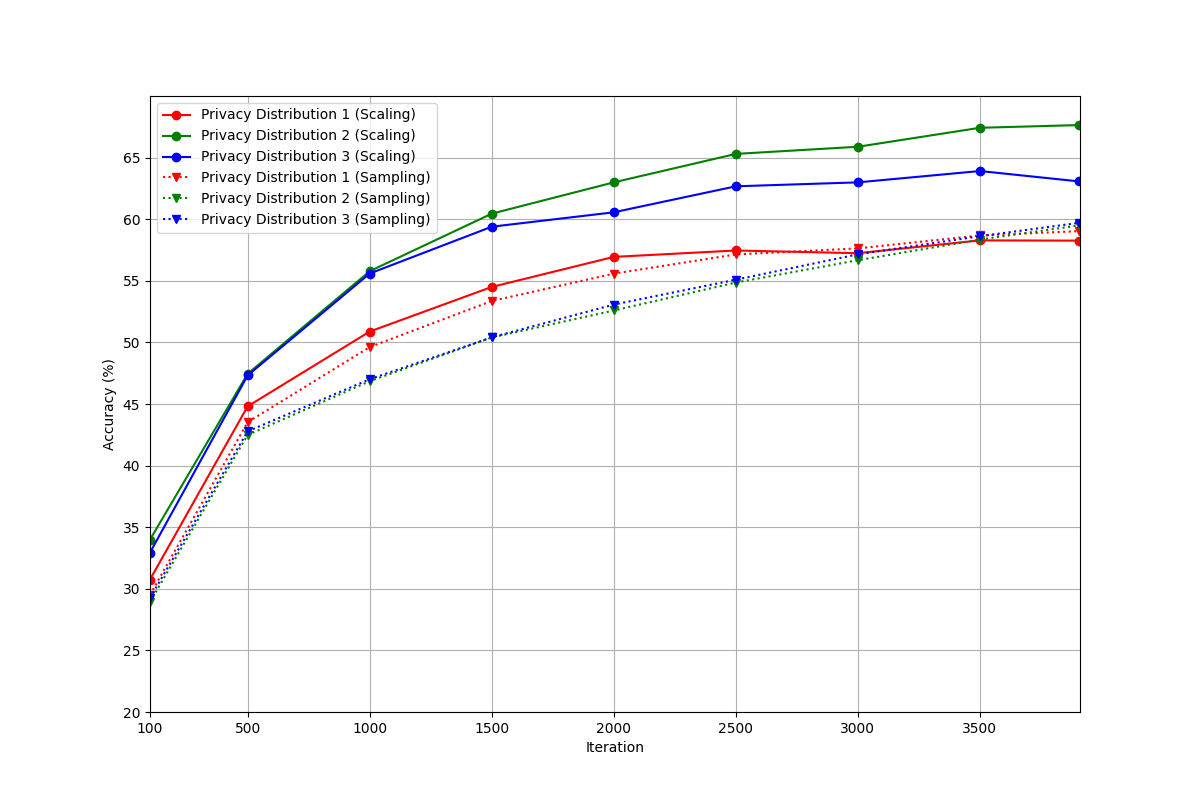 Privacy Distribution 1 (Scaling)
Privacy Distribution 2 (Scaling)
Privacy Distribution 3 (Scaling)
Privacy Distribution 1 (Sampling)
Privacy Distribution 2 (Sampling)
Privacy Distribution 3 (Sampling)
65
60
55
50
45
40
35
30
25
20
Accuracy (%)
100 500 1000 1500 2000 2500 3000 3500
Iteration